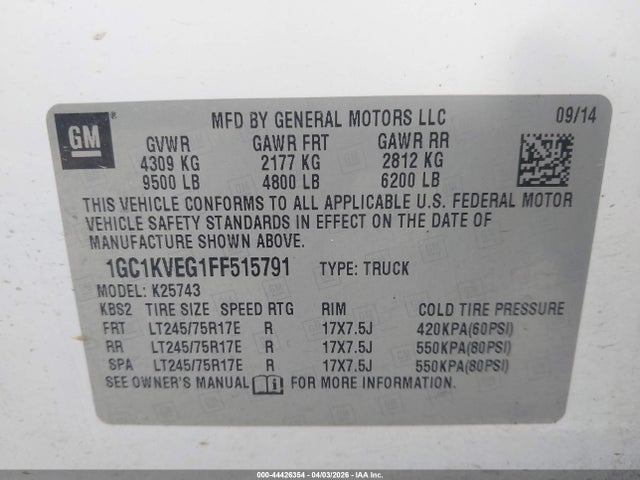 GM
MFD BY GENERAL MOTORS LLC 09/14
GVWR GAWR FRT GAWR RR
4309 KG 2177 KG 2812 KG
9500 LB 4800 LB 6200 LB
THIS VEHICLE CONFORMS TO ALL APPLICABLE U.S. FEDERAL MOTOR
VEHICLE SAFETY STANDARDS IN EFFECT ON THE DATE OF
MANUFACTURE SHOWN ABOVE.
1GC1KVEG1FF515791 TYPE: TRUCK
MODEL: K25743
KBS2 TIRE SIZE SPEED RTG RIM COLD TIRE PRESSURE
FRT LT245/75R17E R 17X7.5J 420KPA(60PSI)
RR LT245/75R17E R 17X7.5J 550KPA(80PSI)
SPA LT245/75R17E R 17X7.5J 550KPA(80PSI)
SEE OWNER'S MANUAL FOR MORE INFORMATION.
000-44426354 - 04/03/2026 - IAA Inc.